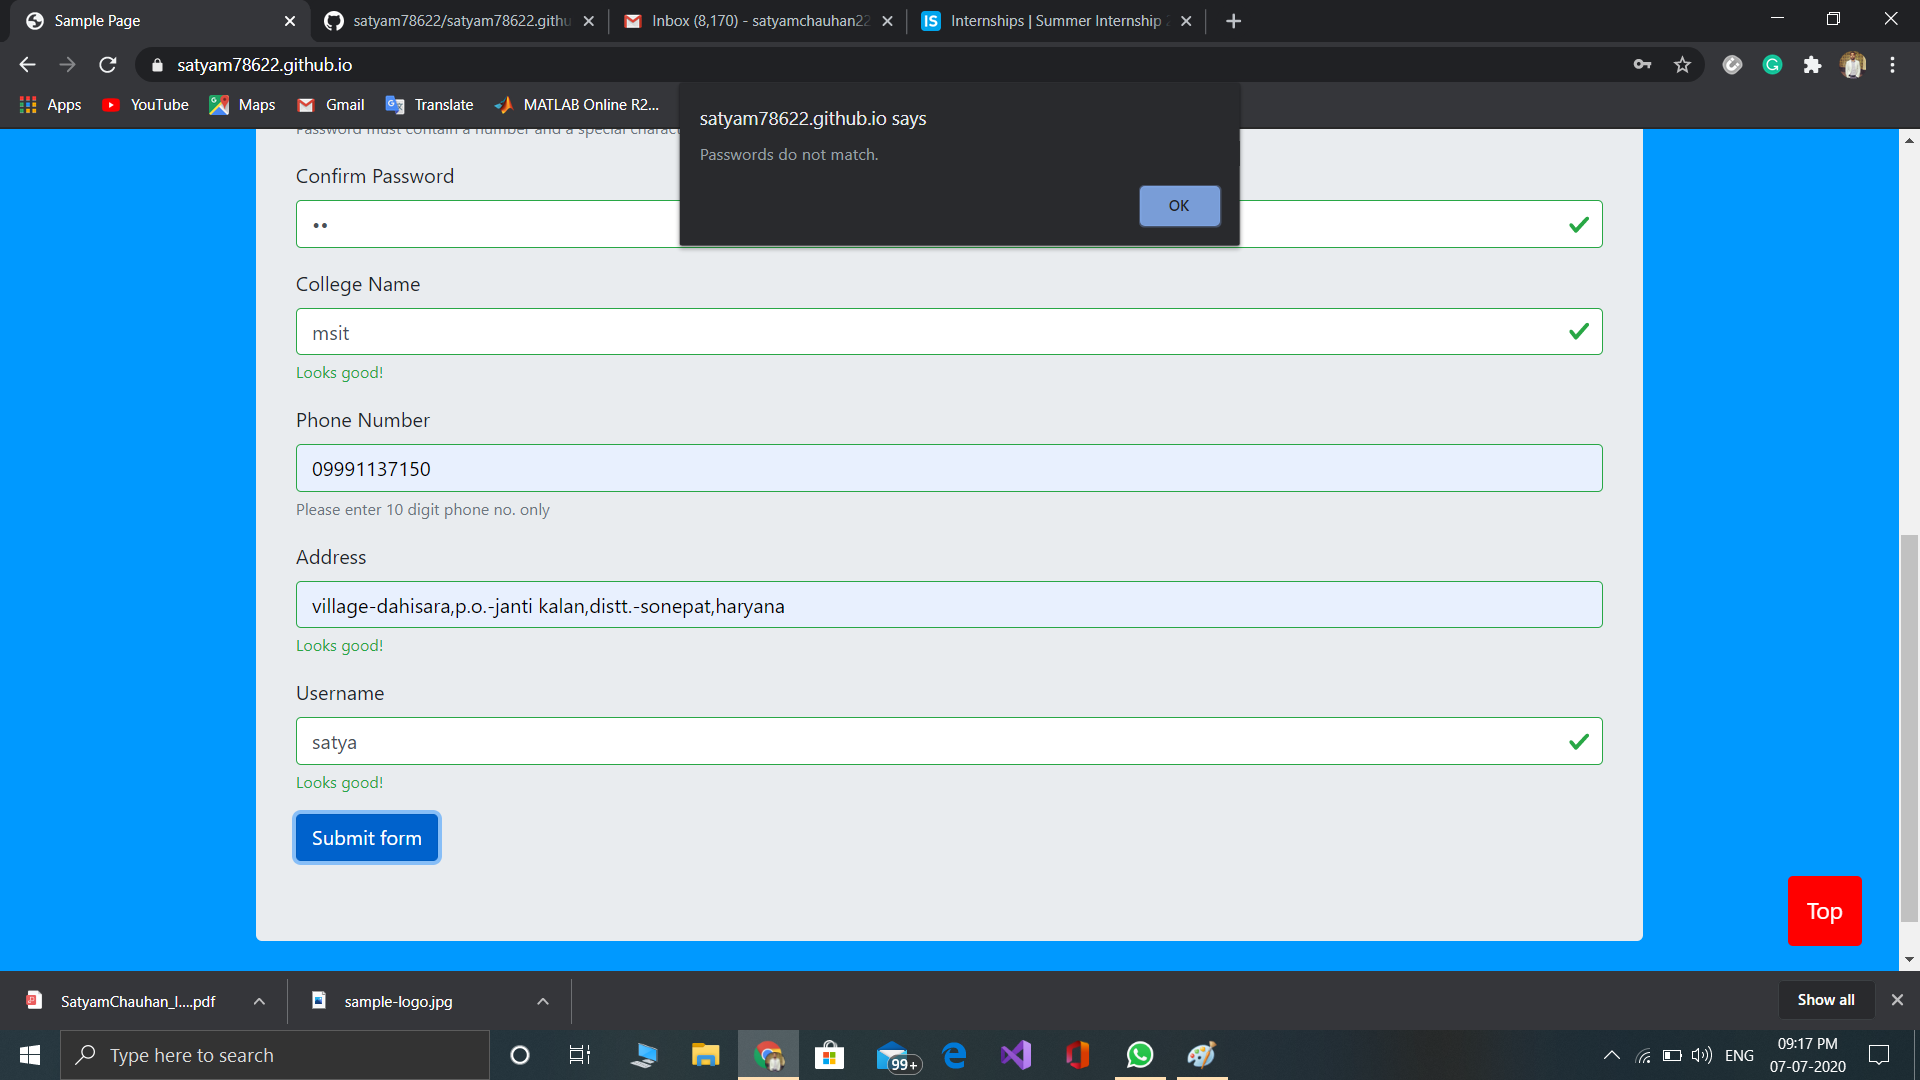 Sample Page
satyam78622/satyam78622.githu
Inbox (8,170) - satyamchauhan22
IS
Internships | Summer Internship 2
satyam78622.github.io
Apps
YouTube
Maps
Gmail
Translate
MATLAB Online R2...
satyam78622.github.io says
Passwords do not match.
OK
Password must contain a number and a special charact
Confirm Password
College Name
msit
Looks good!
Phone Number
09991137150
Please enter 10 digit phone no. only
Address
village-dahisara,p.o.-janti kalan,distt.-sonepat,haryana
Looks good!
Username
satya
Looks good!
Submit form
Top
SatyamChauhan_I....pdf
sample-logo.jpg
Show all
Type here to search
99+
ENG
09:17 PM
07-07-2020